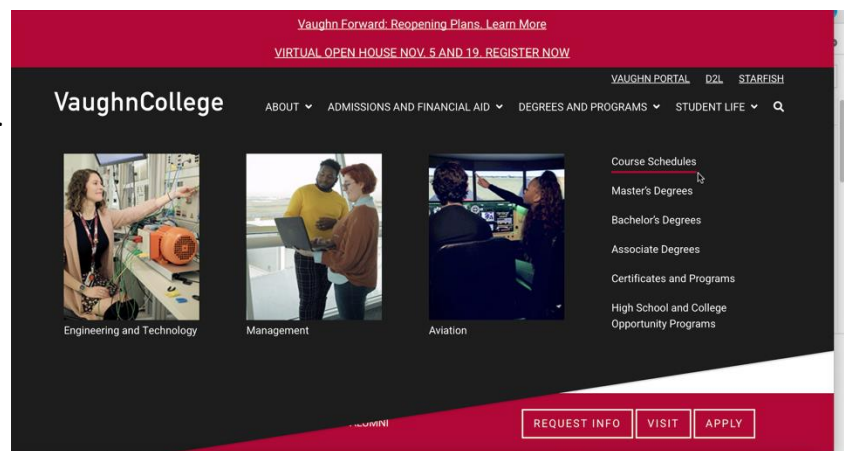 Vaughn Forward: Reopening Plans. Learn More
VIRTUAL OPEN HOUSE NOV. 5 AND 19. REGISTER NOW
VAUGHN PORTAL D2L STARFISH
VaughnCollege
ABOUT ADMISSIONS AND FINANCIAL AID DEGREES AND PROGRAMS STUDENT LIFE
Engineering and Technology
Management
Aviation
Course Schedules
Master's Degrees
Bachelor's Degrees
Associate Degrees
Certificates and Programs
High School and College
Opportunity Programs
REQUEST INFO VISIT APPLY